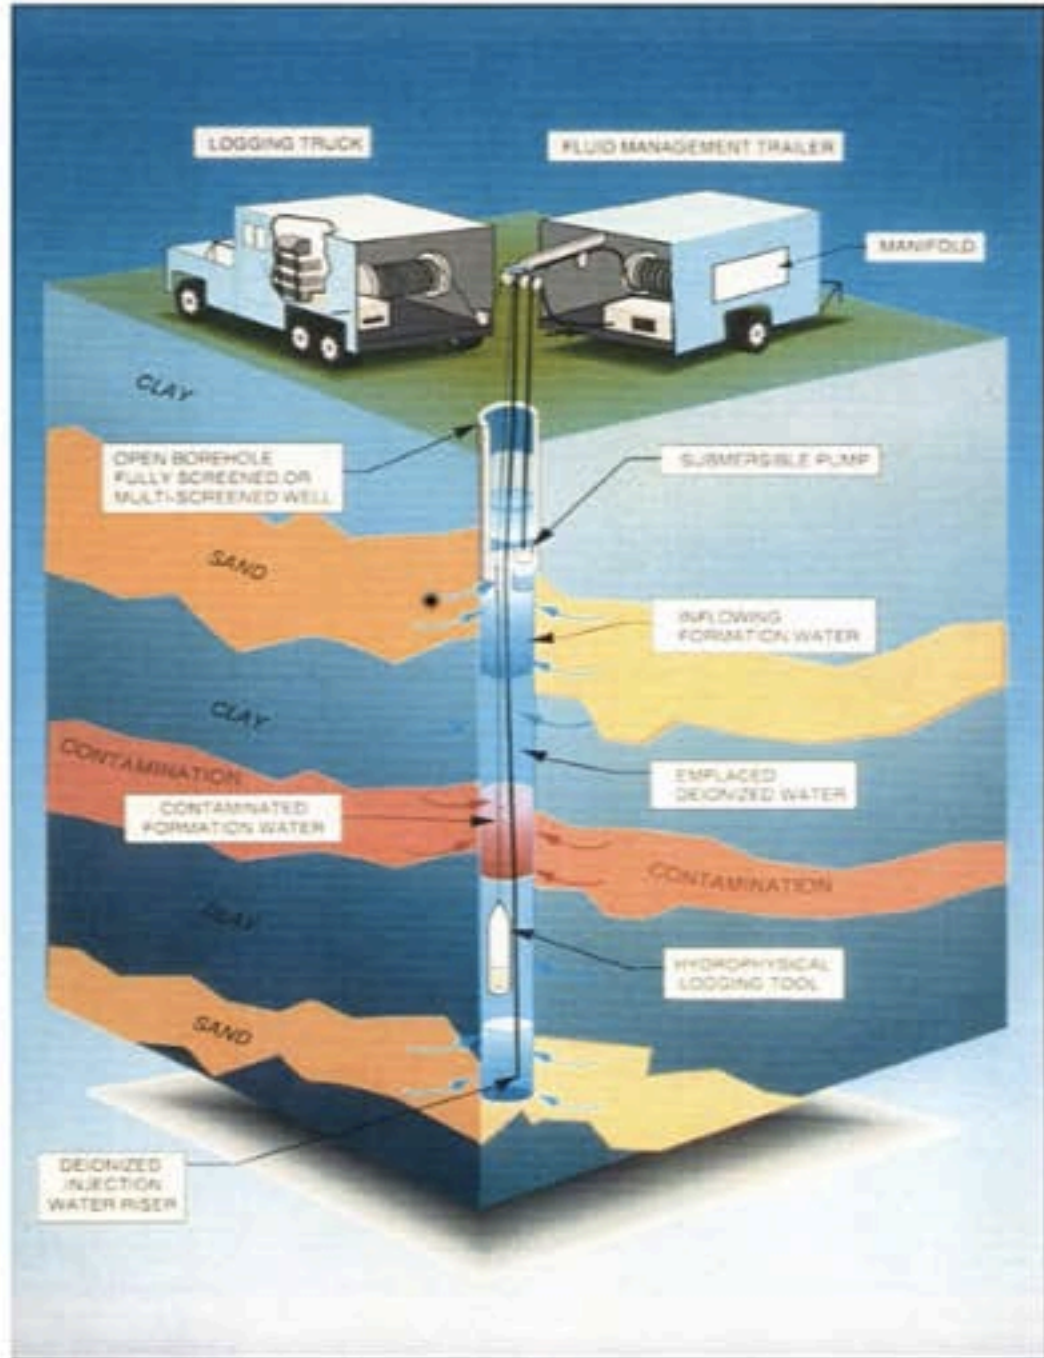 LOGGING TRUCK
FLUID MANAGEMENT TRAILER
MANIFOLD
CLAY
OPEN BOREHOLE
FULLY SCREENED OR
MULTI-SCREENED WELL
SUBMERSIBLE PUMP
SAND
INFLOWING
FORMATION WATER
CLAY
CONTAMINATION
EMPLACED
DEIONIZED WATER
CONTAMINATED
FORMATION WATER
CONTAMINATION
CLAY
HYDROPHYSICAL
LOGGING TOOL
SAND
DEIONIZED
INJECTION
WATER RISER